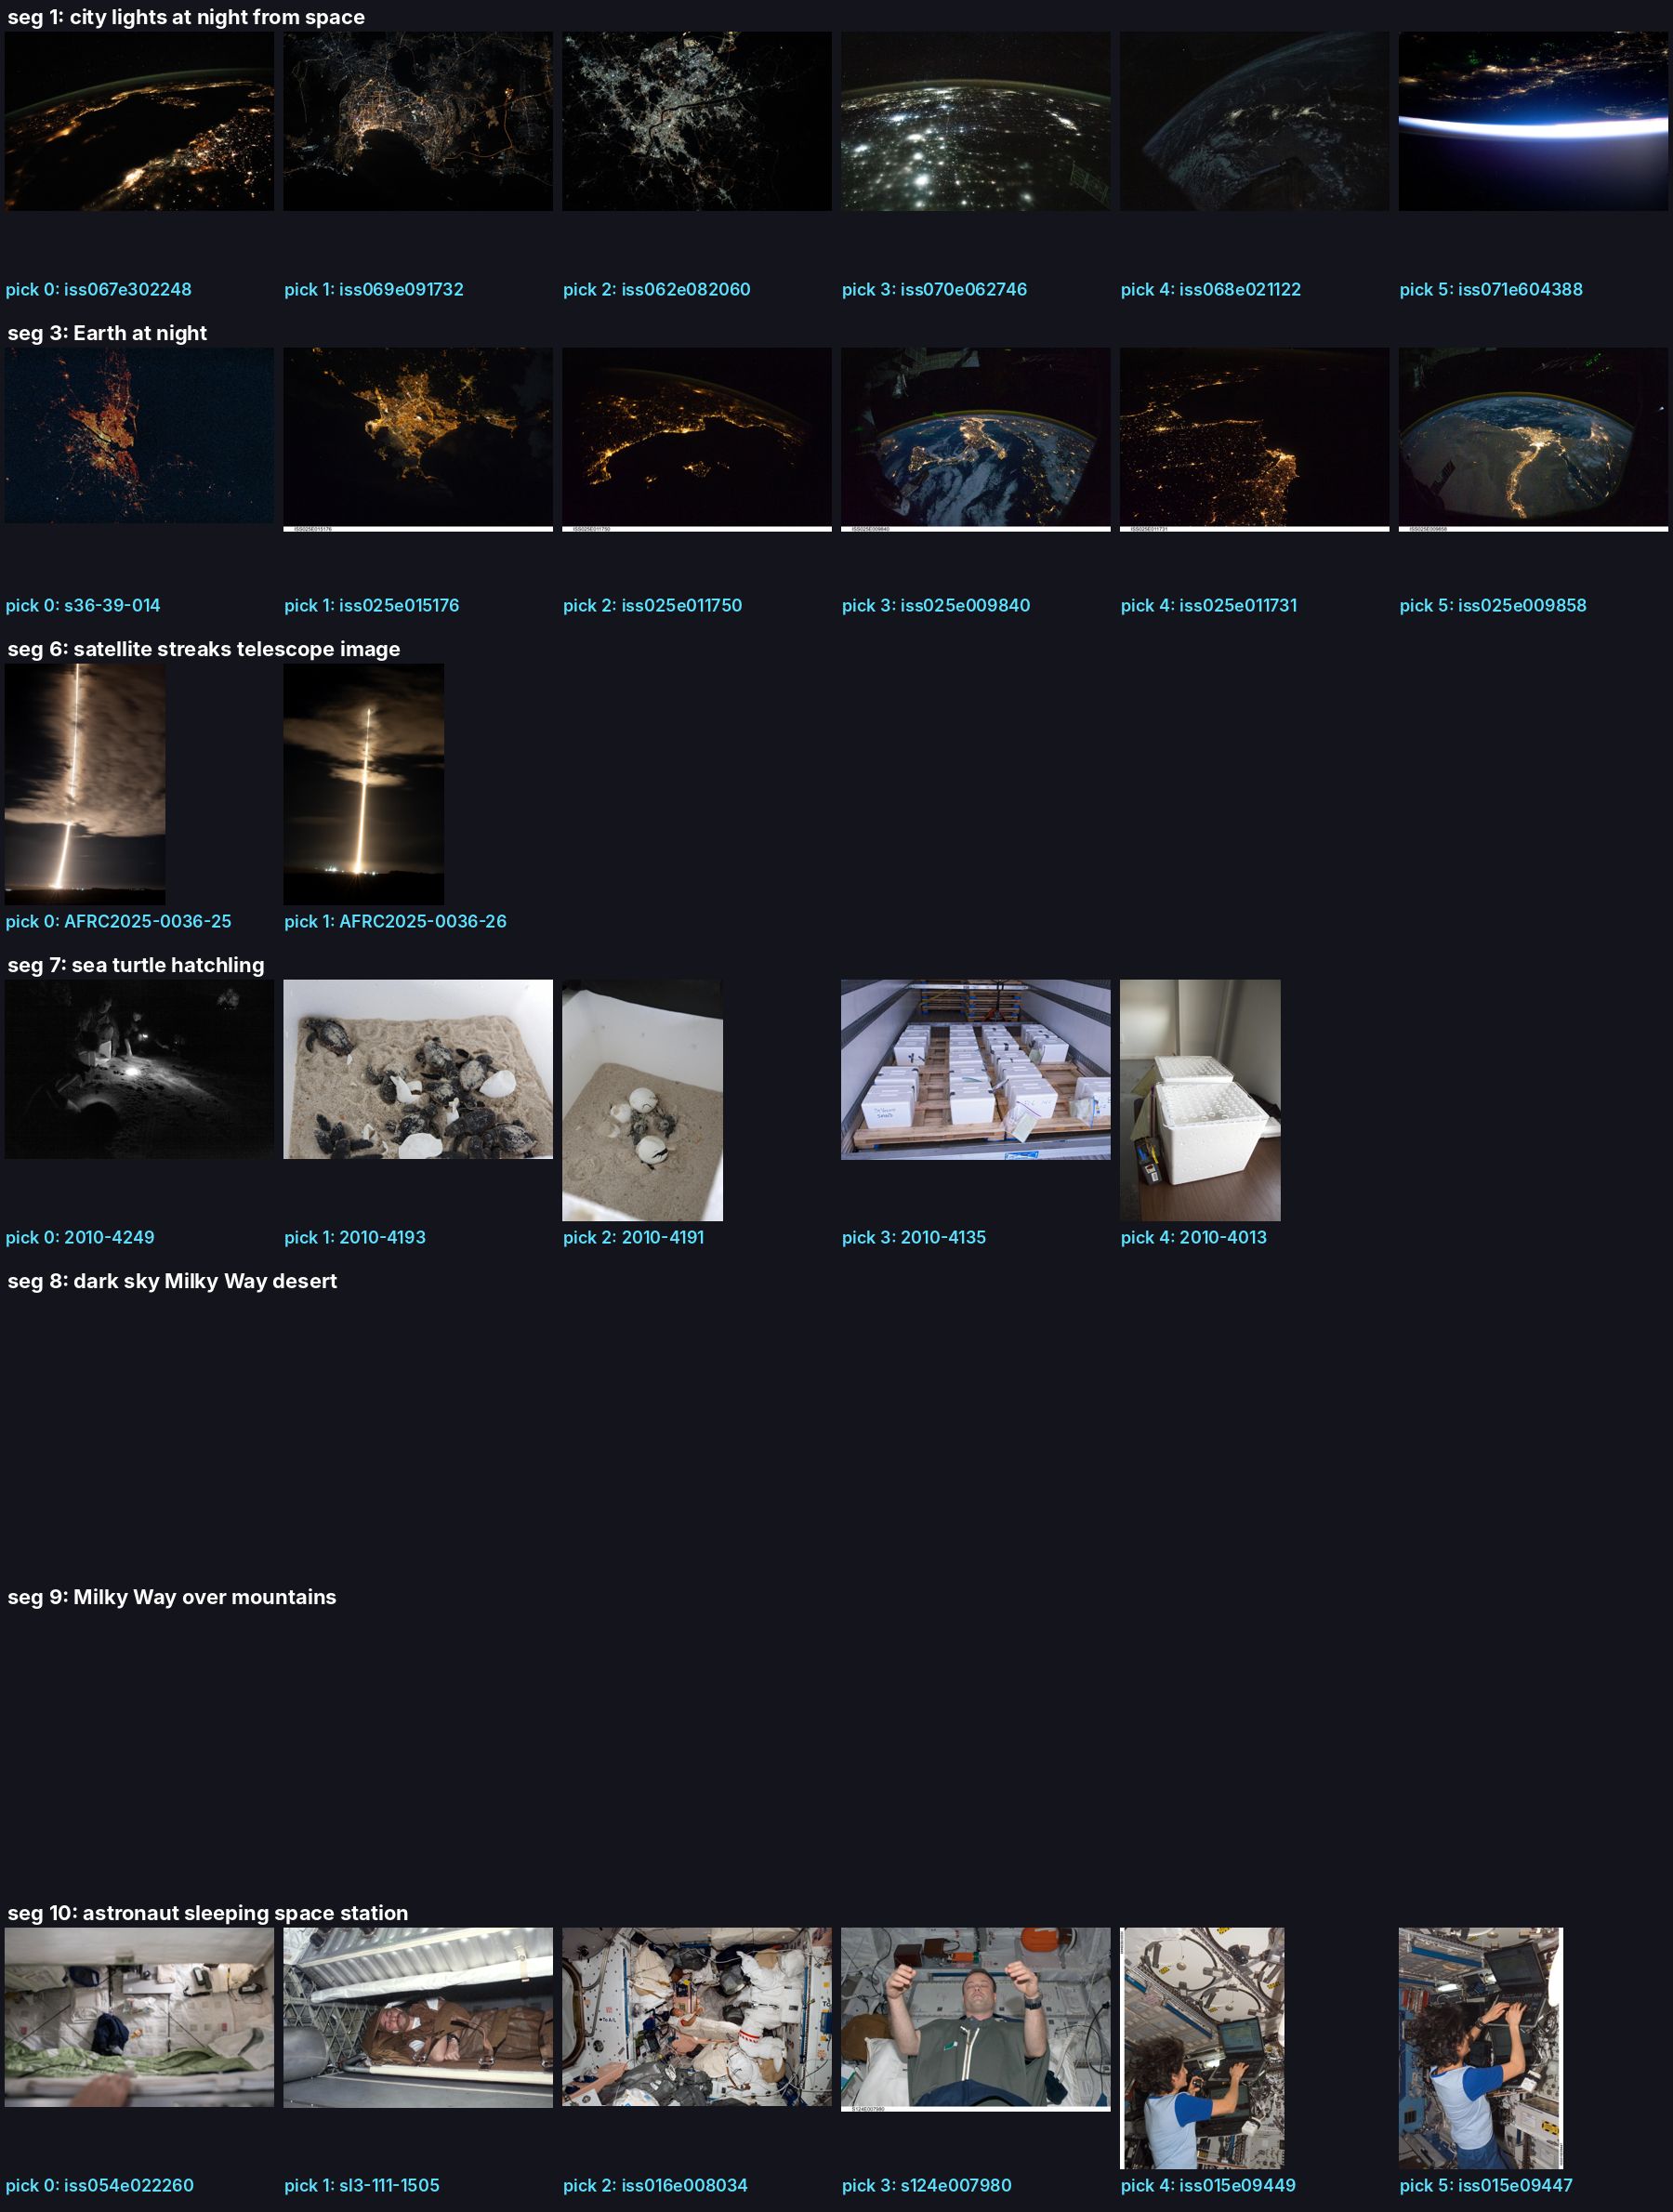 seg 1: city lights at night from space
pick 0: iss067e302248
pick 1: iss069e091732
pick 2: iss062e082060
pick 3: iss070e062746
pick 4: iss068e021122
pick 5: iss071e604388
seg 3: Earth at night
ISS025E015176
ISS025E011750
ISS025E009840
ISS025E011731
ISS025E009858
pick 0: s36-39-014
pick 1: iss025e015176
pick 2: iss025e011750
pick 3: iss025e009840
pick 4: iss025e011731
pick 5: iss025e009858
seg 6: satellite streaks telescope image
pick 0: AFRC2025-0036-25
pick 1: AFRC2025-0036-26
seg 7: sea turtle hatchling
pick 0: 2010-4249
pick 1: 2010-4193
pick 2: 2010-4191
pick 3: 2010-4135
pick 4: 2010-4013
seg 8: dark sky Milky Way desert
seg 9: Milky Way over mountains
seg 10: astronaut sleeping space station
S124E007980
pick 0: iss054e022260
pick 1: sl3-111-1505
pick 2: iss016e008034
pick 3: s124e007980
pick 4: iss015e09449
pick 5: iss015e09447